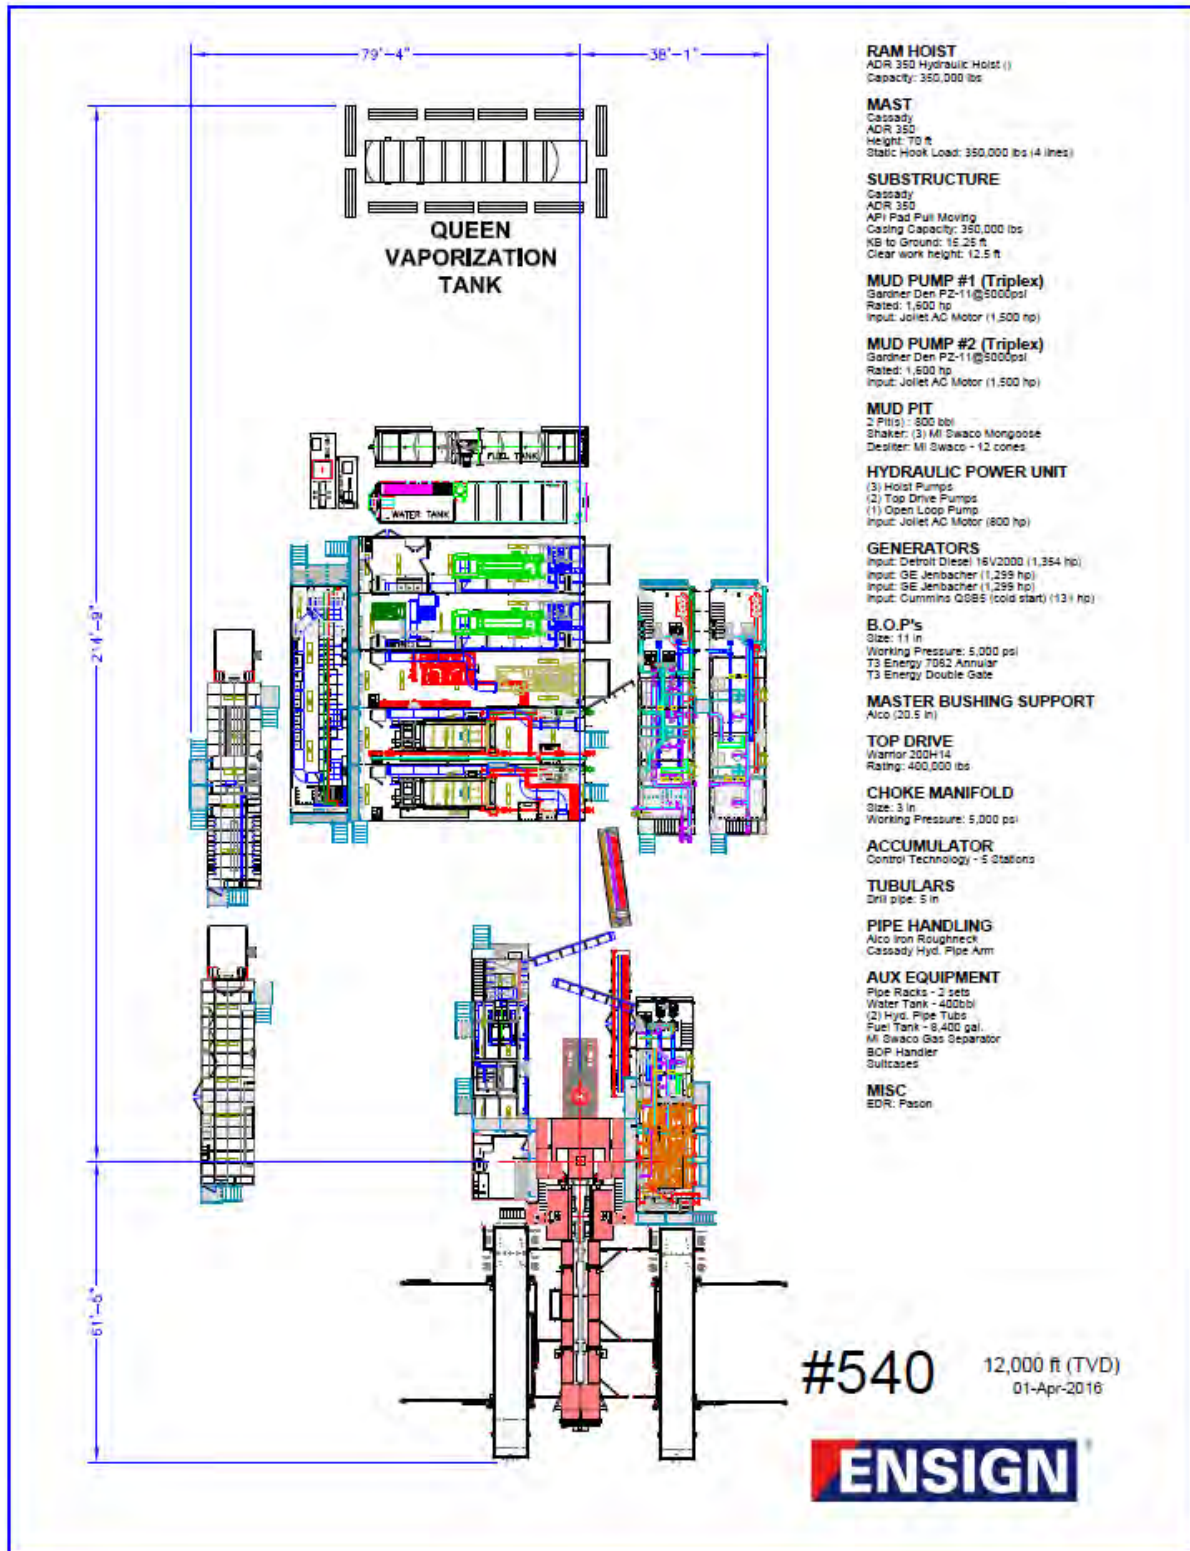 79'-4"
38'-1"
214'-9"
61'-5"
QUEEN
VAPORIZATION
TANK
FUEL TANK
WATER TANK
RAM HOIST
ADR 350 Hydraulic Hoist ()
Capacity: 350,000 lbs
MAST
Cassady
ADR 350
Height: 70 ft
Static Hook Load: 350,000 lbs (4 lines)
SUBSTRUCTURE
Cassady
ADR 350
API Pad Pull Moving
Casing Capacity: 350,000 lbs
KB to Ground: 15.25 ft
Clear work height: 12.5 ft
MUD PUMP #1 (Triplex)
Gardner Den PZ-11@5000psi
Rated: 1,600 hp
Input: Joliet AC Motor (1,500 hp)
MUD PUMP #2 (Triplex)
Gardner Den PZ-11@5000psi
Rated: 1,600 hp
Input: Joliet AC Motor (1,500 hp)
MUD PIT
2 Pit(s) : 800 bbl
Shaker: (3) MI Swaco Mongoose
Desilter: MI Swaco - 12 cones
HYDRAULIC POWER UNIT
(3) Hoist Pumps
(2) Top Drive Pumps
(1) Open Loop Pump
Input: Joliet AC Motor (800 hp)
GENERATORS
Input: Detroit Diesel 16V2000 (1,354 hp)
Input: GE Jenbacher (1,299 hp)
Input: GE Jenbacher (1,299 hp)
Input: Cummins QSB5 (cold start) (131 hp)
B.O.P's
Size: 11 in
Working Pressure: 5,000 psi
T3 Energy 7082 Annular
T3 Energy Double Gate
MASTER BUSHING SUPPORT
Alco (20.5 in)
TOP DRIVE
Warrior 200H14
Rating: 400,000 lbs
CHOKE MANIFOLD
Size: 3 in
Working Pressure: 5,000 psi
ACCUMULATOR
Control Technology - 5 Stations
TUBULARS
Drill pipe: 5 in
PIPE HANDLING
Alco Iron Roughneck
Cassady Hyd. Pipe Arm
AUX EQUIPMENT
Pipe Racks - 2 sets
Water Tank - 400bbl
(2) Hyd. Pipe Tubs
Fuel Tank - 8,400 gal.
MI Swaco Gas Separator
BOP Handler
Suitcases
MISC
EDR: Pason
#540
12,000 ft (TVD)
01-Apr-2016
ENSIGN